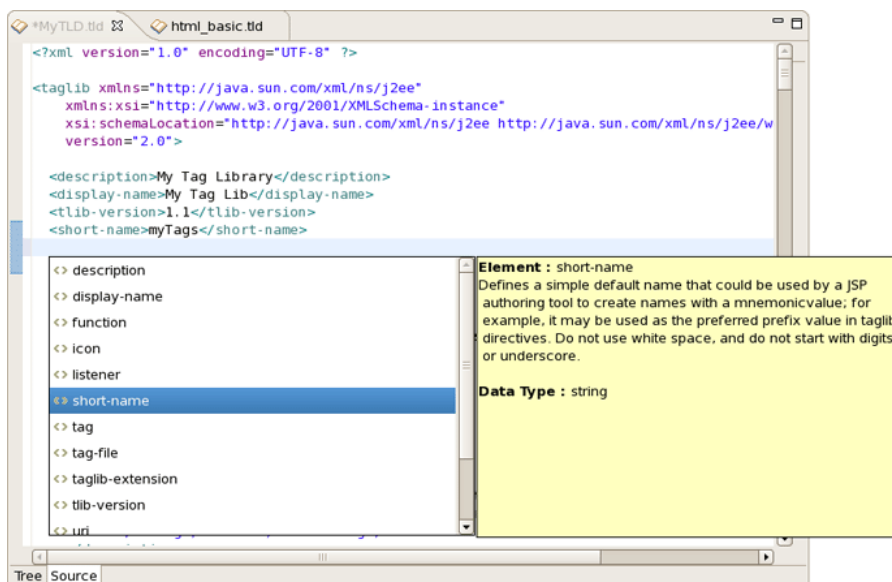 *MyTLD.tld html_basic.tld
<?xml version="1.0" encoding="UTF-8" ?>
<taglib xmlns="http://java.sun.com/xml/ns/j2ee"
xmlns:xsi="http://www.w3.org/2001/XMLSchema-instance"
xsi:schemaLocation="http://java.sun.com/xml/ns/j2ee http://java.sun.com/xml/ns/j2ee/w
version="2.0">
<description>My Tag Library</description>
<display-name>My Tag Lib</display-name>
<tlib-version>1.1</tlib-version>
<short-name>myTags</short-name>
<> description
<> display-name
<> function
<> icon
<> listener
<> short-name
<> tag
<> tag-file
<> taglib-extension
<> tlib-version
<> uri
Element : short-name
Defines a simple default name that could be used by a JSP
authoring tool to create names with a mnemonicvalue; for
example, it may be used as the preferred prefix value in taglib
directives. Do not use white space, and do not start with digits
or underscore.
Data Type : string
Tree Source